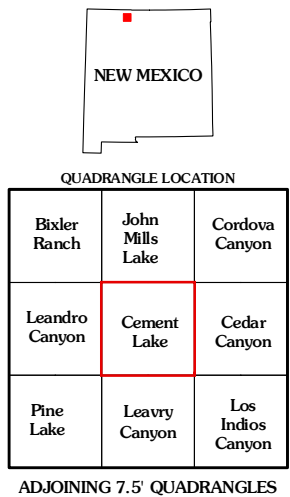 NEW MEXICO
QUADRANGLE LOCATION
Bixler
Ranch
John
Mills
Lake
Cordova
Canyon
Leandro
Canyon
Cement
Lake
Cedar
Canyon
Pine
Lake
Leavry
Canyon
Los
Indios
Canyon
ADJOINING 7.5' QUADRANGLES